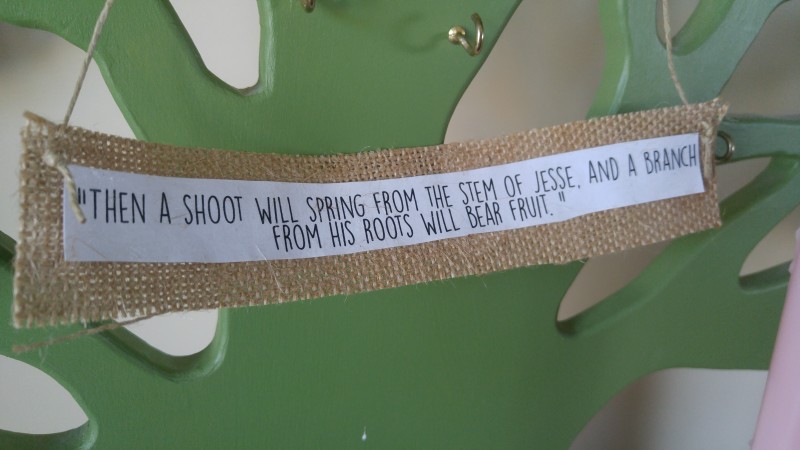 "THEN A SHOOT WILL SPRING FROM THE STEM OF JESSE, AND A BRANCH
FROM HIS ROOTS WILL BEAR FRUIT."